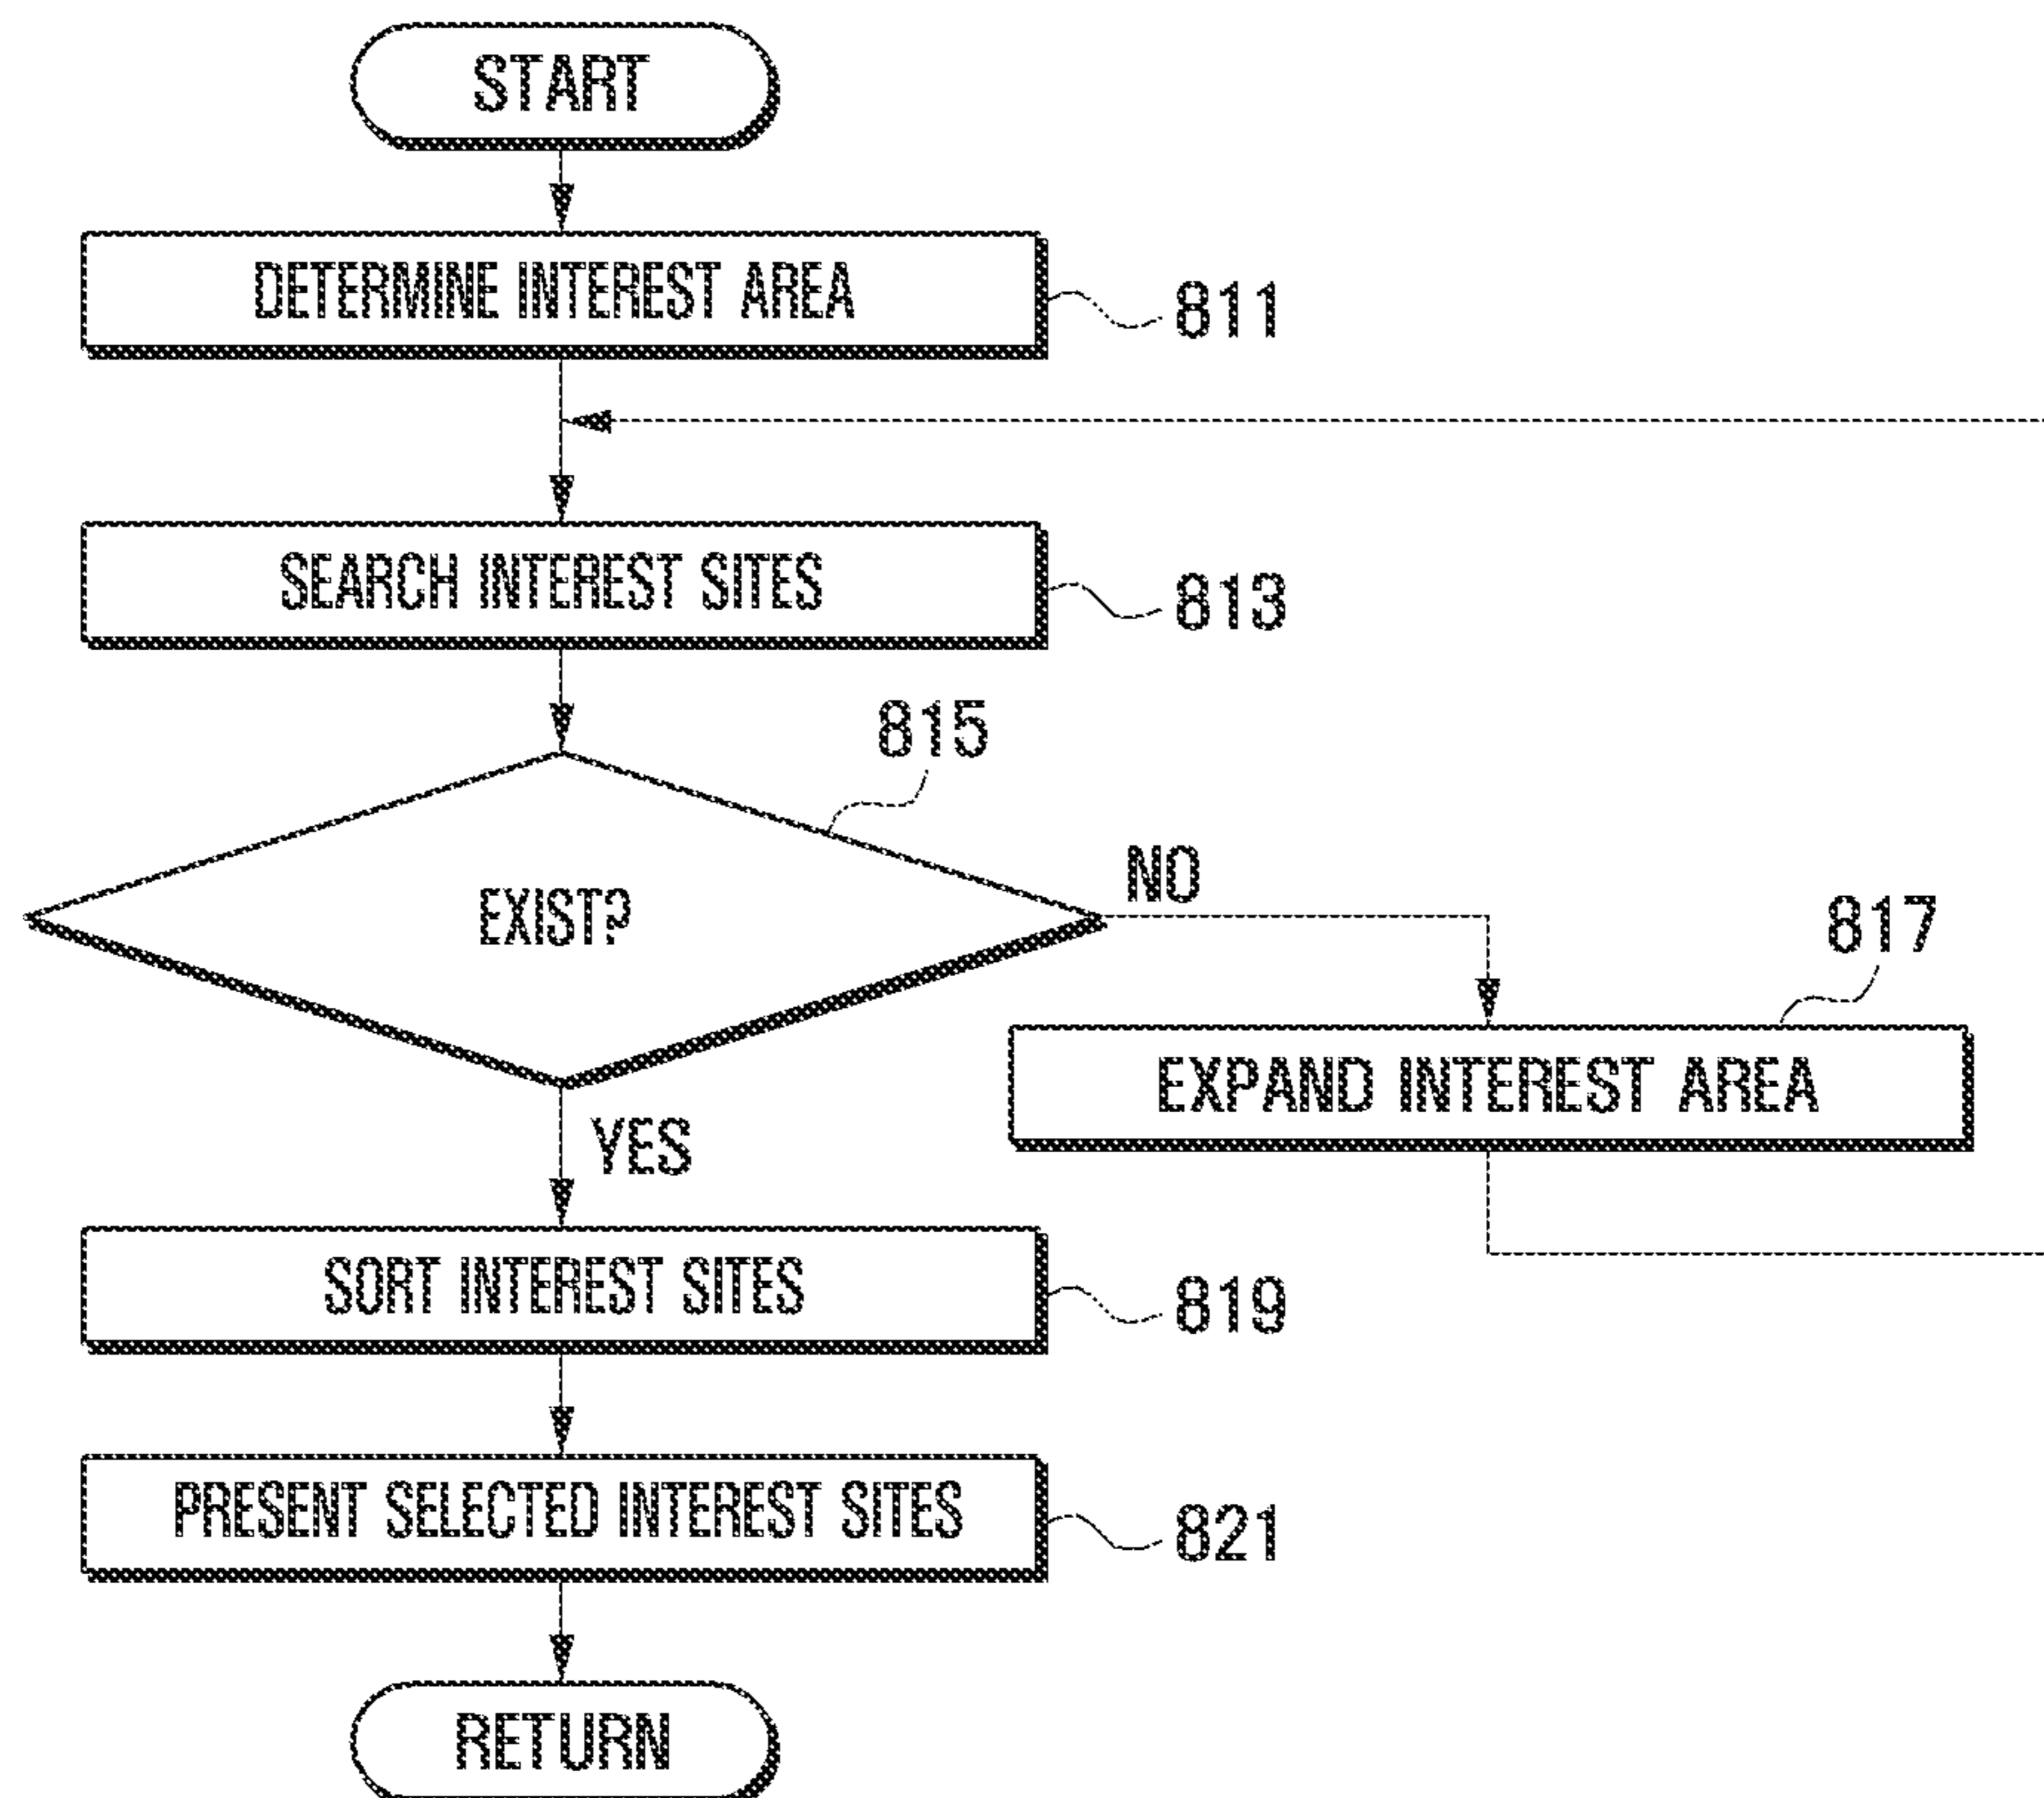 START
DETERMINE INTEREST AREA
811
SEARCH INTEREST SITES
813
815
EXIST?
NO
817
EXPAND INTEREST AREA
YES
SORT INTEREST SITES
819
PRESENT SELECTED INTEREST SITES
821
RETURN